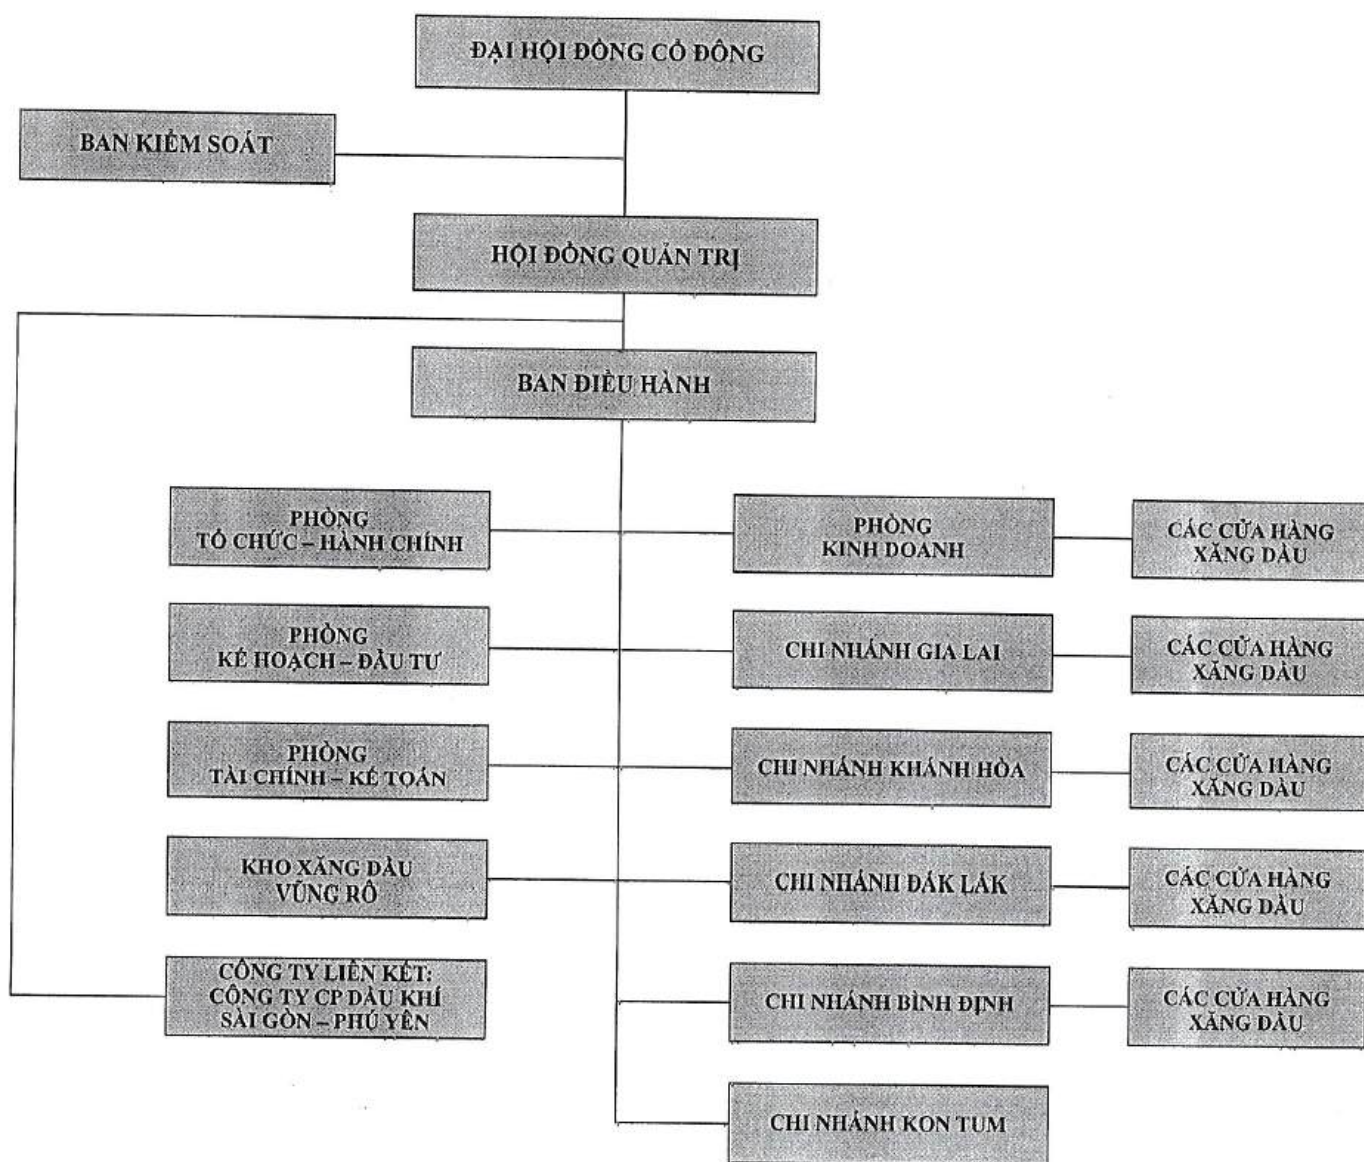 ĐẠI HỘI ĐỒNG CỔ ĐÔNG
BAN KIỂM SOÁT
HỘI ĐỒNG QUẢN TRỊ
BAN ĐIỀU HÀNH
PHÒNG
TỔ CHỨC – HÀNH CHÍNH
PHÒNG
KINH DOANH
CÁC CỬA HÀNG
XĂNG DẦU
PHÒNG
KẾ HOẠCH – ĐẦU TƯ
CHI NHÁNH GIA LAI
CÁC CỬA HÀNG
XĂNG DẦU
PHÒNG
TÀI CHÍNH – KẾ TOÁN
CHI NHÁNH KHÁNH HÒA
CÁC CỬA HÀNG
XĂNG DẦU
KHO XĂNG DẦU
VŨNG RÔ
CHI NHÁNH ĐẮK LẮK
CÁC CỬA HÀNG
XĂNG DẦU
CÔNG TY LIÊN KẾT:
CÔNG TY CP DẦU KHÍ
SÀI GÒN – PHÚ YÊN
CHI NHÁNH BÌNH ĐỊNH
CÁC CỬA HÀNG
XĂNG DẦU
CHI NHÁNH KON TUM